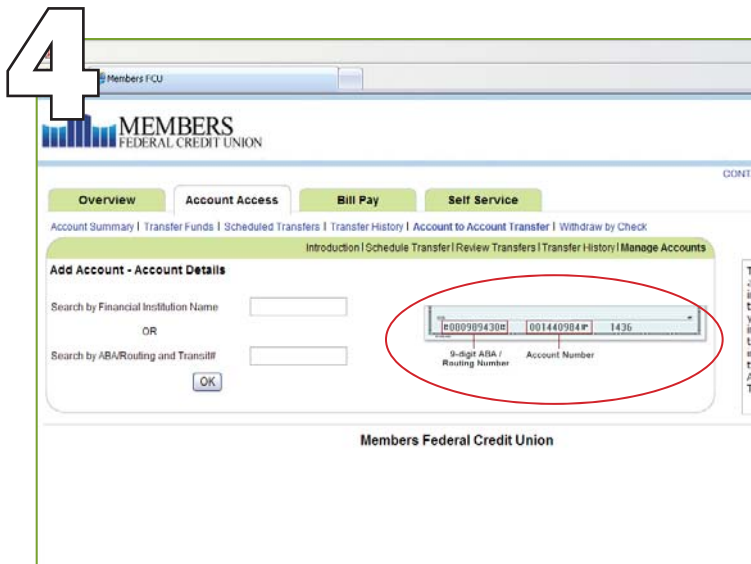 4
Members FCU
MEMBERS
FEDERAL CREDIT UNION
CONT
Overview Account Access Bill Pay Self Service
Account Summary | Transfer Funds | Scheduled Transfers | Transfer History | Account to Account Transfer | Withdraw by Check
Introduction | Schedule Transfer | Review Transfers | Transfer History | Manage Accounts
Add Account - Account Details
Search by Financial Institution Name
OR
Search by ABA/Routing and Transit#
OK
⑆000989430⑆ 001440984⑈ 1436
9-digit ABA /
Routing Number
Account Number
Members Federal Credit Union